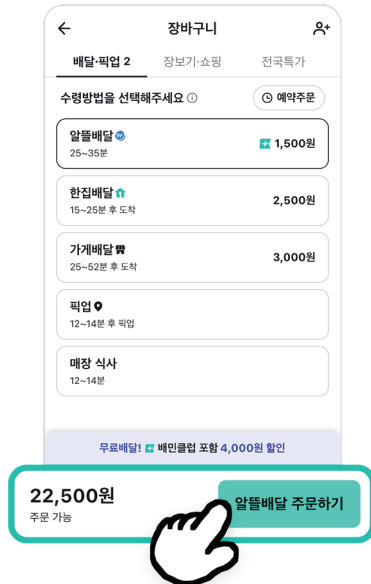 장바구니
배달·픽업 2 장보기·쇼핑 전국특가
수령방법을 선택해주세요 예약주문
알뜰배달
1,500원
25~35분
한집배달
2,500원
15~25분 후 도착
가게배달
3,000원
25~52분 후 도착
픽업
12~14분 후 픽업
매장 식사
12~14분
무료배달! 배민클럽 포함 4,000원 할인
22,500원
알뜰배달 주문하기
주문 가능